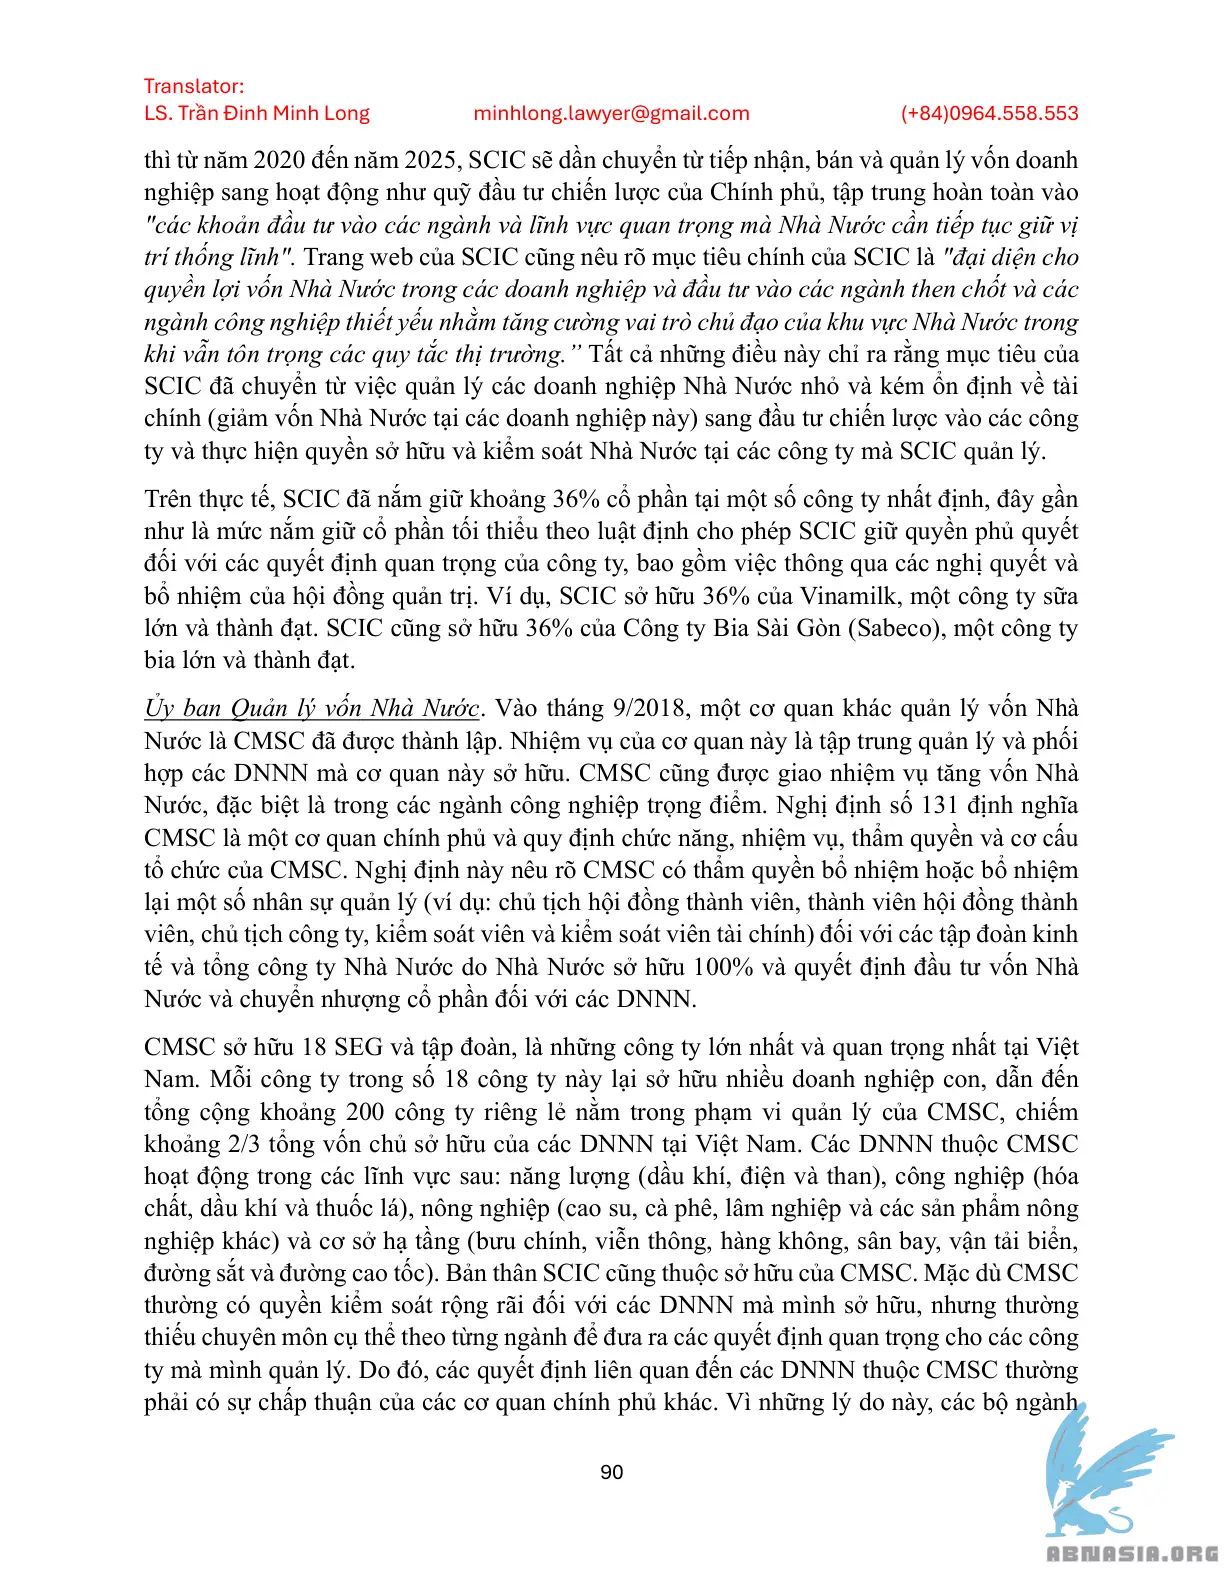 Translator:
LS. Trần Đình Minh Long minhlong.lawyer@gmail.com (+84)0964.558.553
thì từ năm 2020 đến năm 2025, SCIC sẽ dần chuyển từ tiếp nhận, bán và quản lý vốn doanh
nghiệp sang hoạt động như quỹ đầu tư chiến lược của Chính phủ, tập trung hoàn toàn vào
"các khoản đầu tư vào các ngành và lĩnh vực quan trọng mà Nhà Nước cần tiếp tục giữ vị
trí thống lĩnh". Trang web của SCIC cũng nêu rõ mục tiêu chính của SCIC là "đại diện cho
quyền lợi vốn Nhà Nước trong các doanh nghiệp và đầu tư vào các ngành then chốt và các
ngành công nghiệp thiết yếu nhằm tăng cường vai trò chủ đạo của khu vực Nhà Nước trong
khi vẫn tôn trọng các quy tắc thị trường.” Tất cả những điều này chỉ ra rằng mục tiêu của
SCIC đã chuyển từ việc quản lý các doanh nghiệp Nhà Nước nhỏ và kém ổn định về tài
chính (giảm vốn Nhà Nước tại các doanh nghiệp này) sang đầu tư chiến lược vào các công
ty và thực hiện quyền sở hữu và kiểm soát Nhà Nước tại các công ty mà SCIC quản lý.
Trên thực tế, SCIC đã nắm giữ khoảng 36% cổ phần tại một số công ty nhất định, đây gần
như là mức nắm giữ cổ phần tối thiểu theo luật định cho phép SCIC giữ quyền phủ quyết
đối với các quyết định quan trọng của công ty, bao gồm việc thông qua các nghị quyết và
bổ nhiệm của hội đồng quản trị. Ví dụ, SCIC sở hữu 36% của Vinamilk, một công ty sữa
lớn và thành đạt. SCIC cũng sở hữu 36% của Công ty Bia Sài Gòn (Sabeco), một công ty
bia lớn và thành đạt.
Ủy ban Quản lý vốn Nhà Nước. Vào tháng 9/2018, một cơ quan khác quản lý vốn Nhà
Nước là CMSC đã được thành lập. Nhiệm vụ của cơ quan này là tập trung quản lý và phối
hợp các DNNN mà cơ quan này sở hữu. CMSC cũng được giao nhiệm vụ tăng vốn Nhà
Nước, đặc biệt là trong các ngành công nghiệp trọng điểm. Nghị định số 131 định nghĩa
CMSC là một cơ quan chính phủ và quy định chức năng, nhiệm vụ, thẩm quyền và cơ cấu
tổ chức của CMSC. Nghị định này nêu rõ CMSC có thẩm quyền bổ nhiệm hoặc bổ nhiệm
lại một số nhân sự quản lý (ví dụ: chủ tịch hội đồng thành viên, thành viên hội đồng thành
viên, chủ tịch công ty, kiểm soát viên và kiểm soát viên tài chính) đối với các tập đoàn kinh
tế và tổng công ty Nhà Nước do Nhà Nước sở hữu 100% và quyết định đầu tư vốn Nhà
Nước và chuyển nhượng cổ phần đối với các DNNN.
CMSC sở hữu 18 SEG và tập đoàn, là những công ty lớn nhất và quan trọng nhất tại Việt
Nam. Mỗi công ty trong số 18 công ty này lại sở hữu nhiều doanh nghiệp con, dẫn đến
tổng cộng khoảng 200 công ty riêng lẻ nằm trong phạm vi quản lý của CMSC, chiếm
khoảng 2/3 tổng vốn chủ sở hữu của các DNNN tại Việt Nam. Các DNNN thuộc CMSC
hoạt động trong các lĩnh vực sau: năng lượng (dầu khí, điện và than), công nghiệp (hóa
chất, dầu khí và thuốc lá), nông nghiệp (cao su, cà phê, lâm nghiệp và các sản phẩm nông
nghiệp khác) và cơ sở hạ tầng (bưu chính, viễn thông, hàng không, sân bay, vận tải biển,
đường sắt và đường cao tốc). Bản thân SCIC cũng thuộc sở hữu của CMSC. Mặc dù CMSC
thường có quyền kiểm soát rộng rãi đối với các DNNN mà mình sở hữu, nhưng thường
thiếu chuyên môn cụ thể theo từng ngành để đưa ra các quyết định quan trọng cho các công
ty mà mình quản lý. Do đó, các quyết định liên quan đến các DNNN thuộc CMSC thường
phải có sự chấp thuận của các cơ quan chính phủ khác. Vì những lý do này, các bộ ngành
90
ABNASIA.ORG